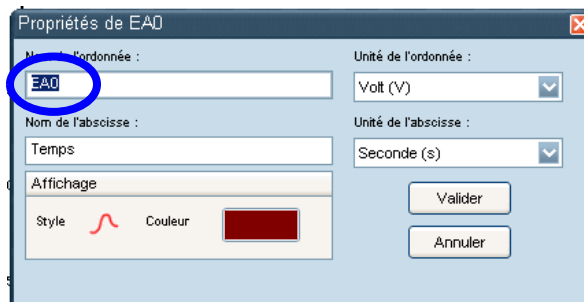 Propriétés de EA0
Nom de l'ordonnée :
Unité de l'ordonnée :
EA0
Volt (V)
Nom de l'abscisse :
Unité de l'abscisse :
Temps
Seconde (s)
Affichage
Style
Couleur
Valider
Annuler